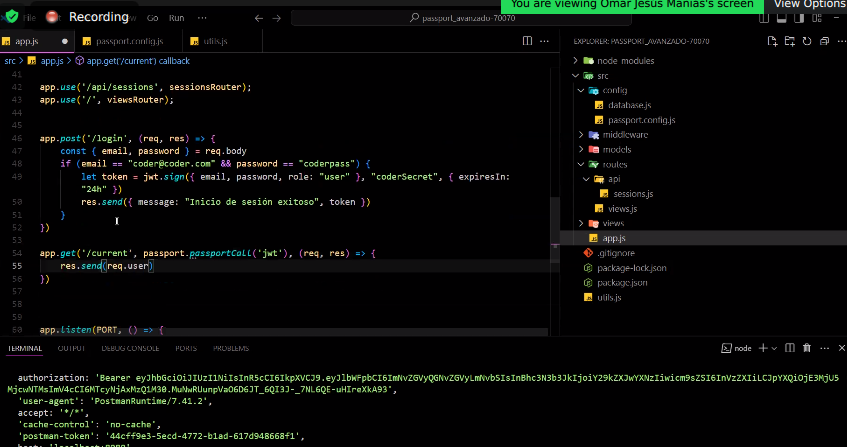 You are viewing Omar Jesus Manias's screen
View Options
Recording
File
Go
Run
passport_avanzado-70070
app.js
passport.config.js
utils.js
src > app.js > app.get('/current') callback
41
42 app.use('/api/sessions', sessionsRouter);
43 app.use('/', viewsRouter);
44
45
46 app.post('/login', (req, res) => {
47 const { email, password } = req.body
48 if (email == "coder@coder.com" && password == "coderpass") {
49 let token = jwt.sign({ email, password, role: "user" }, "coderSecret", { expiresIn:
"24h" })
50 res.send({ message: "Inicio de sesión exitoso", token })
51 }
52 })
53
54 app.get('/current', passport.passportCall('jwt'), (req, res) => {
55 res.send(req.user)
56 })
57
58
59
60 app.listen(PORT, () => {
EXPLORER: PASSPORT_AVANZADO-70070
node_modules
src
config
database.js
passport.config.js
middleware
models
routes
api
sessions.js
views.js
views
app.js
.gitignore
package-lock.json
package.json
utils.js
TERMINAL
OUTPUT
DEBUG CONSOLE
PORTS
PROBLEMS
node
authorization: 'Bearer
'user-agent': 'PostmanRuntime/7.41.2',
accept: '*/*',
'cache-control': 'no-cache',
'postman-token': '44cff9e3-5ecd-4772-b1ad-617d948668f1',